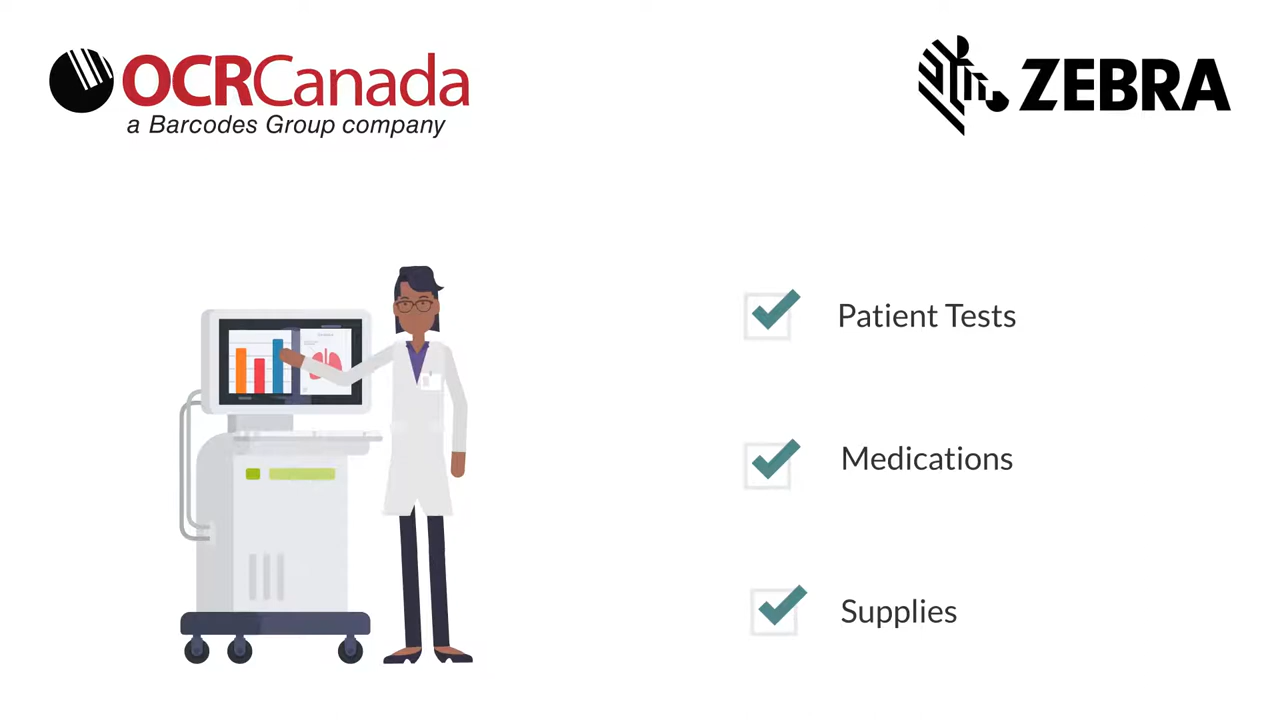 OCRCanada
a Barcodes Group company
ZEBRA
Patient Tests
Medications
Supplies